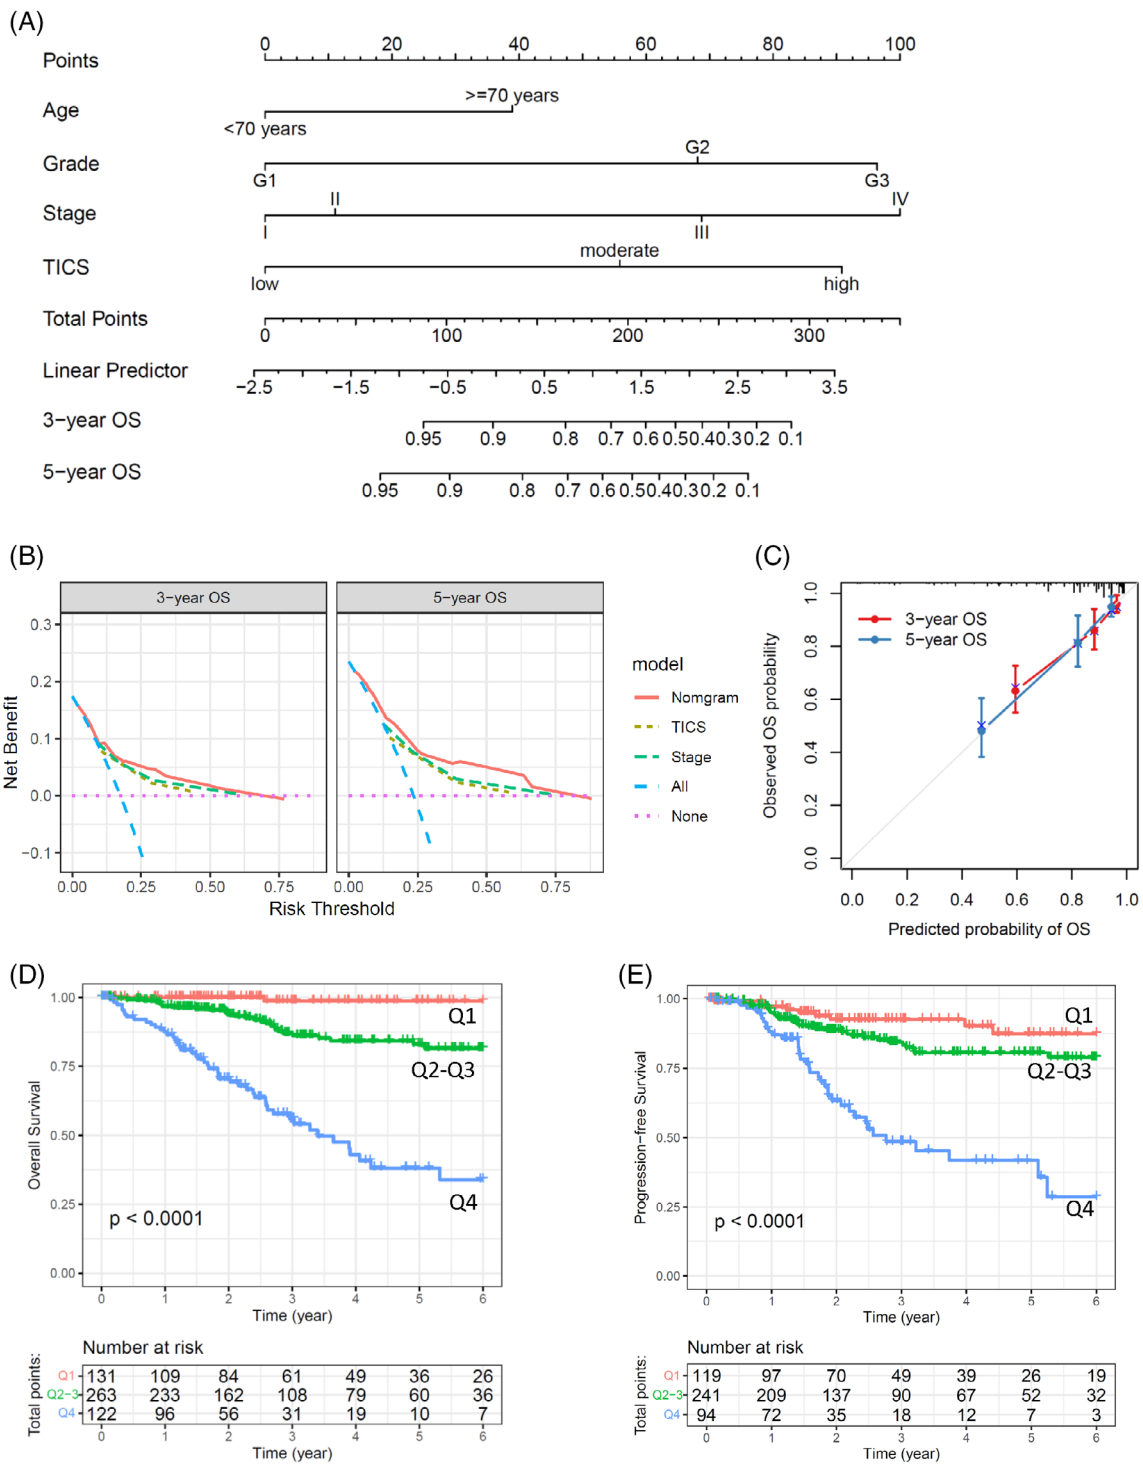 (A)
Points
0 20 40 60 80 100
Age
>=70 years
<70 years
Grade
G2
G1 G3
Stage
II IV
I III
TICS
moderate
low high
Total Points
0 100 200 300
Linear Predictor
−2.5 −1.5 −0.5 0.5 1.5 2.5 3.5
3−year OS
0.95 0.9 0.8 0.7 0.6 0.5 0.4 0.3 0.2 0.1
5−year OS
0.95 0.9 0.8 0.7 0.6 0.5 0.4 0.3 0.2 0.1
(B)
3−year OS 5−year OS
Net Benefit
0.3
0.2
0.1
0.0
−0.1
0.00 0.25 0.50 0.75 0.00 0.25 0.50 0.75
Risk Threshold
model
Nomgram
TICS
Stage
All
None
(C)
Observed OS probability
1.0
0.8
0.6
0.4
0.2
0.0
3−year OS
5−year OS
0.0 0.2 0.4 0.6 0.8 1.0
Predicted probability of OS
(D)
Overall Survival
1.00
0.75
0.50
0.25
0.00
Q1
Q2-Q3
Q4
p < 0.0001
0 1 2 3 4 5 6
Time (year)
Number at risk
Total points:
Q1 131 109 84 61 49 36 26
Q2−3 263 233 162 108 79 60 36
Q4 122 96 56 31 19 10 7
0 1 2 3 4 5 6
Time (year)
(E)
Progression−free Survival
1.00
0.75
0.50
0.25
0.00
Q1
Q2-Q3
Q4
p < 0.0001
0 1 2 3 4 5 6
Time (year)
Number at risk
Total points:
Q1 119 97 70 49 39 26 19
Q2−3 241 209 137 90 67 52 32
Q4 94 72 35 18 12 7 3
0 1 2 3 4 5 6
Time (year)